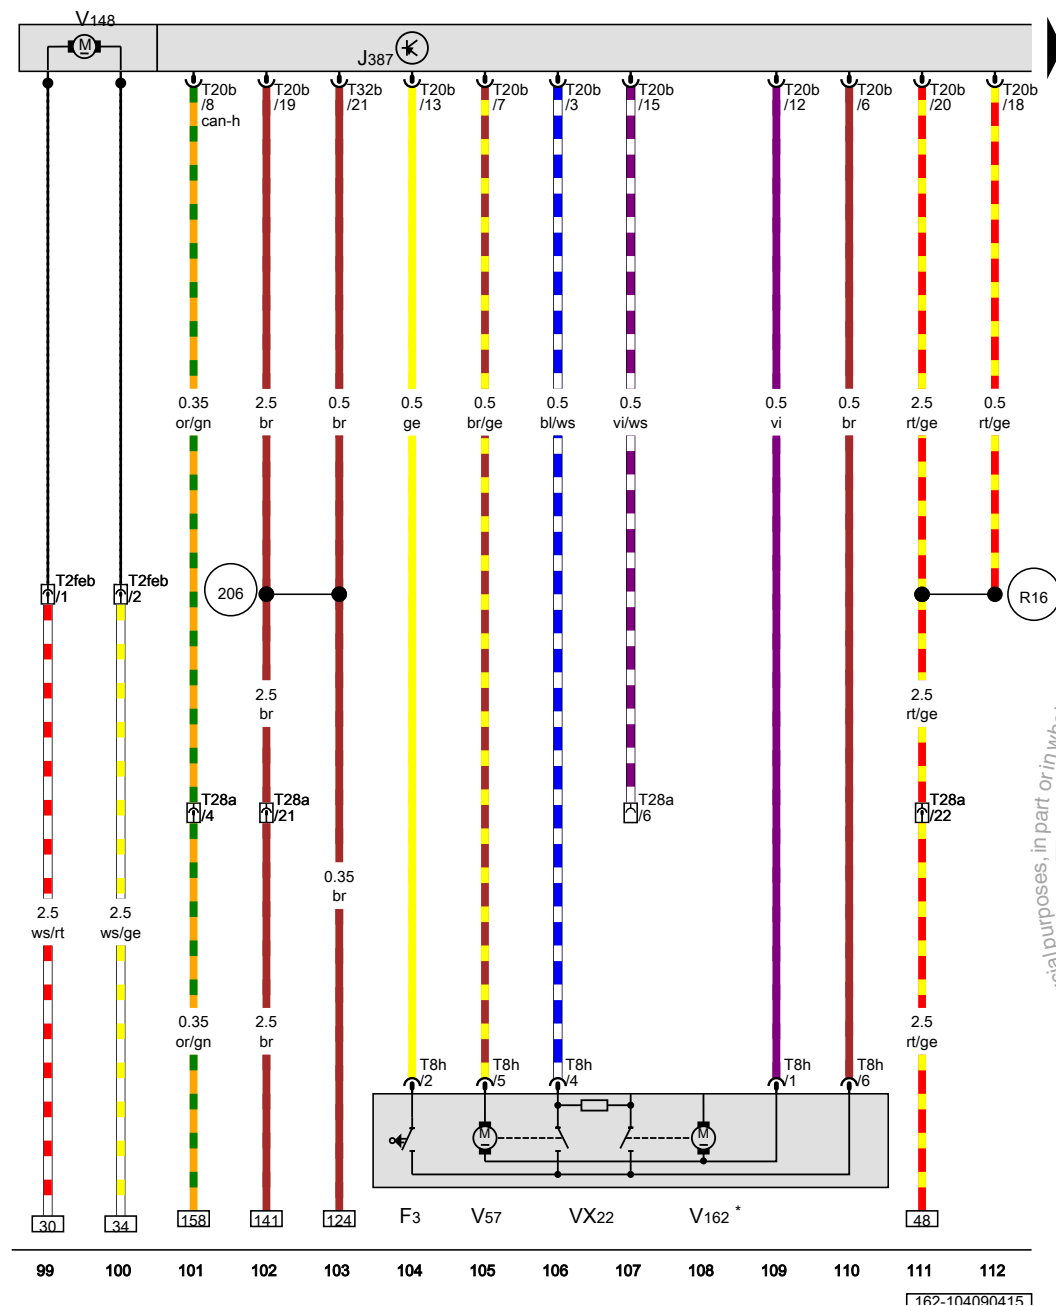 V148
M
J387
T20b
/8
can-h
T20b
/19
T32b
/21
T20b
/13
T20b
/7
T20b
/3
T20b
/15
T20b
/12
T20b
/6
T20b
/20
T20b
/18
0.35
or/gn
2.5
br
0.5
br
0.5
ge
0.5
br/ge
0.5
bl/ws
0.5
vi/ws
0.5
vi
0.5
br
2.5
rt/ge
0.5
rt/ge
T2feb
/1
T2feb
/2
206
R16
2.5
br
2.5
rt/ge
T28a
/4
T28a
/21
T28a
/6
T28a
/22
0.35
br
2.5
ws/rt
2.5
ws/ge
0.35
or/gn
2.5
br
2.5
rt/ge
T8h
/2
T8h
/5
T8h
/4
T8h
/1
T8h
/6
M
M
30
34
158
141
124
F3
V57
VX22
V162 *
48
99 100 101 102 103 104 105 106 107 108 109 110 111 112
162-104090415
purposes, in part or in